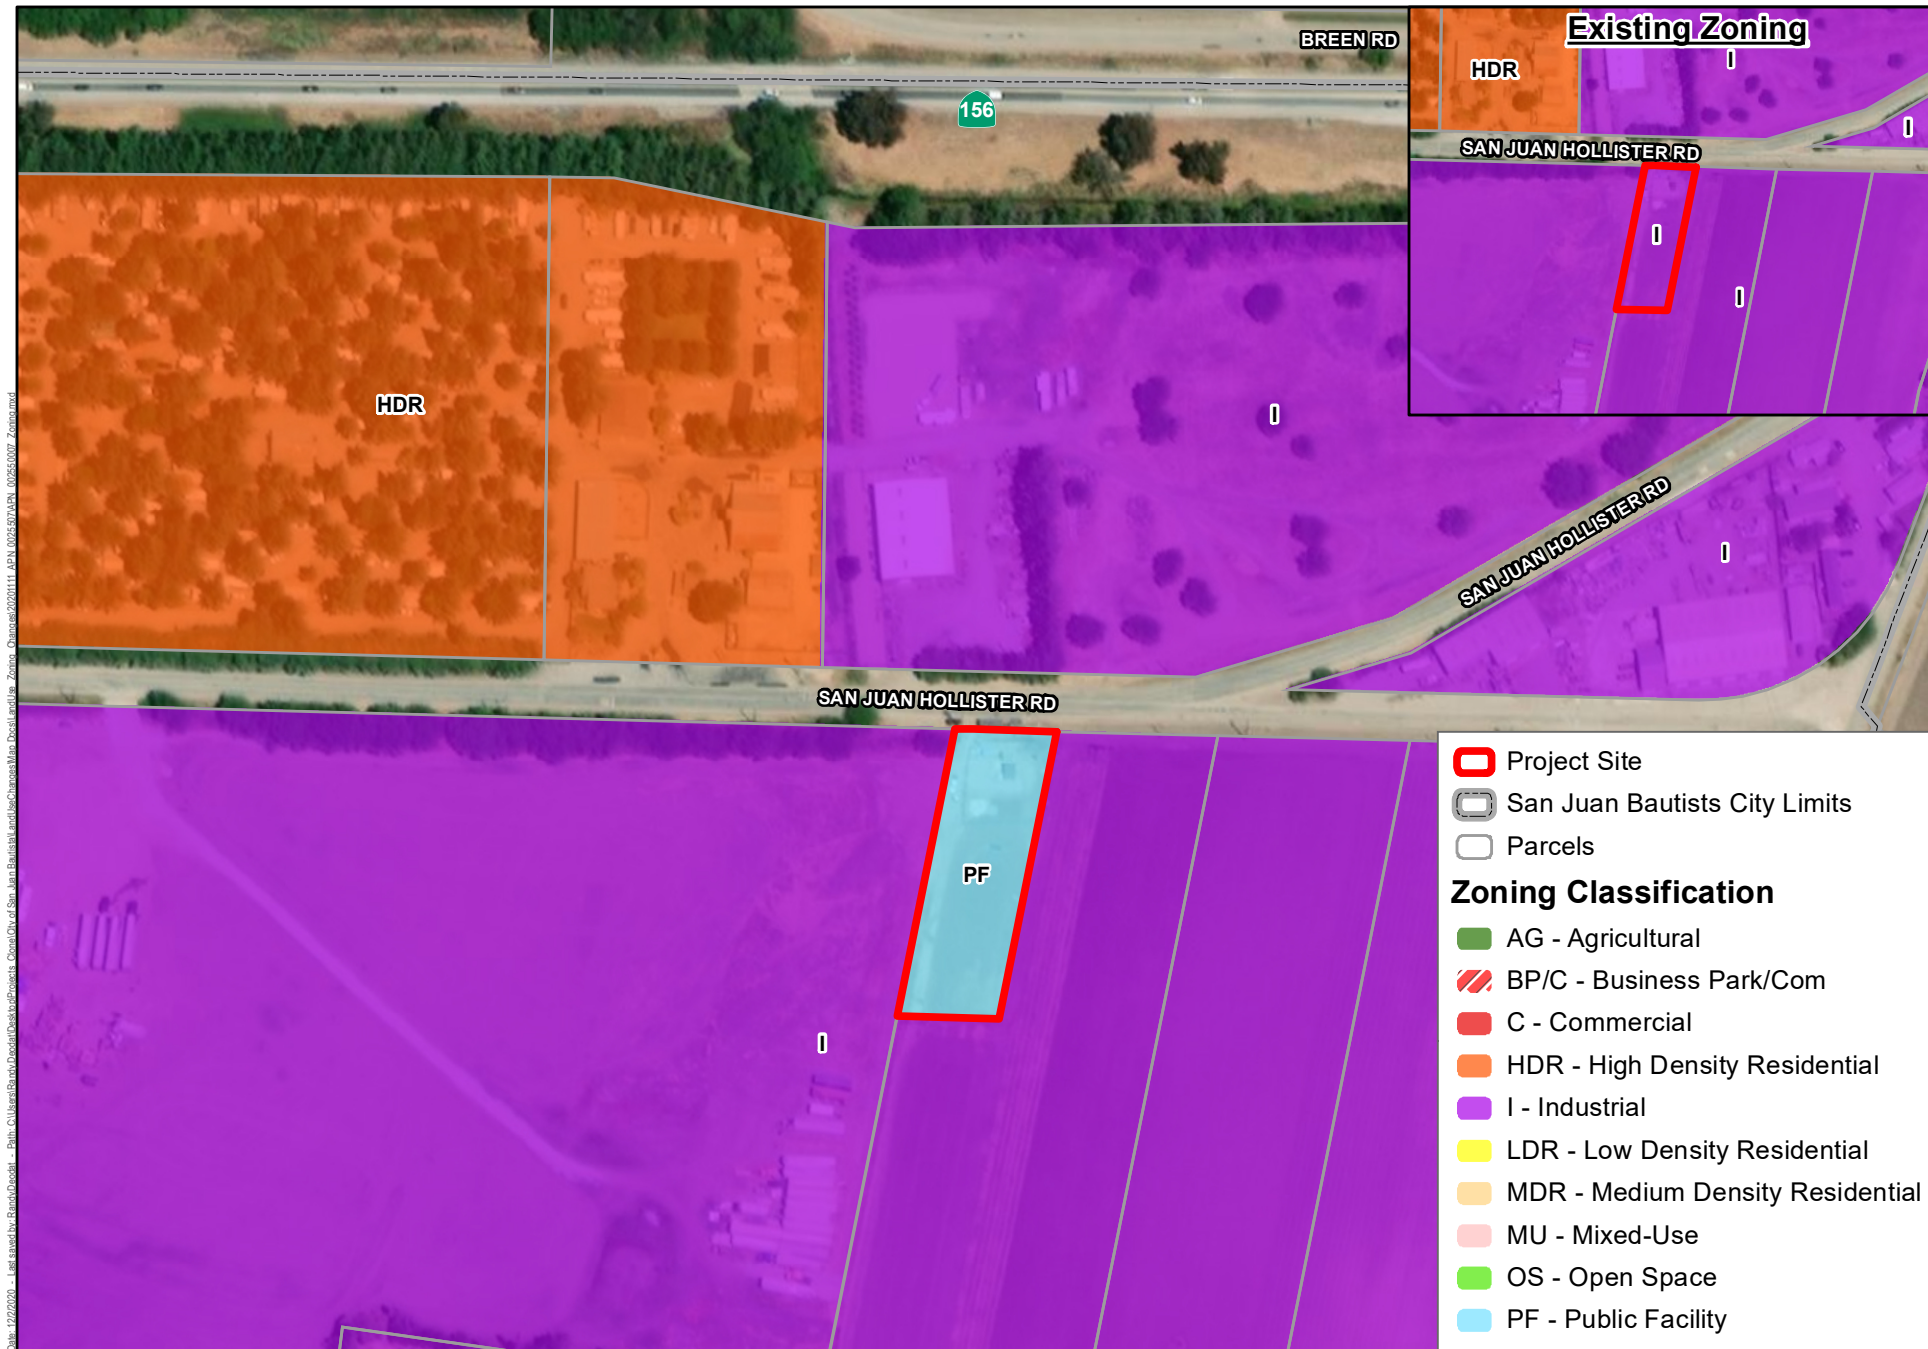 BREEN RD
156
Existing Zoning
HDR
I
I
SAN JUAN HOLLISTER RD
I
I
HDR
I
SAN JUAN HOLLISTER RD
I
SAN JUAN HOLLISTER RD
PF
I
Project Site
San Juan Bautists City Limits
Parcels
Zoning Classification
AG - Agricultural
BP/C - Business Park/Com
C - Commercial
HDR - High Density Residential
I - Industrial
LDR - Low Density Residential
MDR - Medium Density Residential
MU - Mixed-Use
OS - Open Space
PF - Public Facility